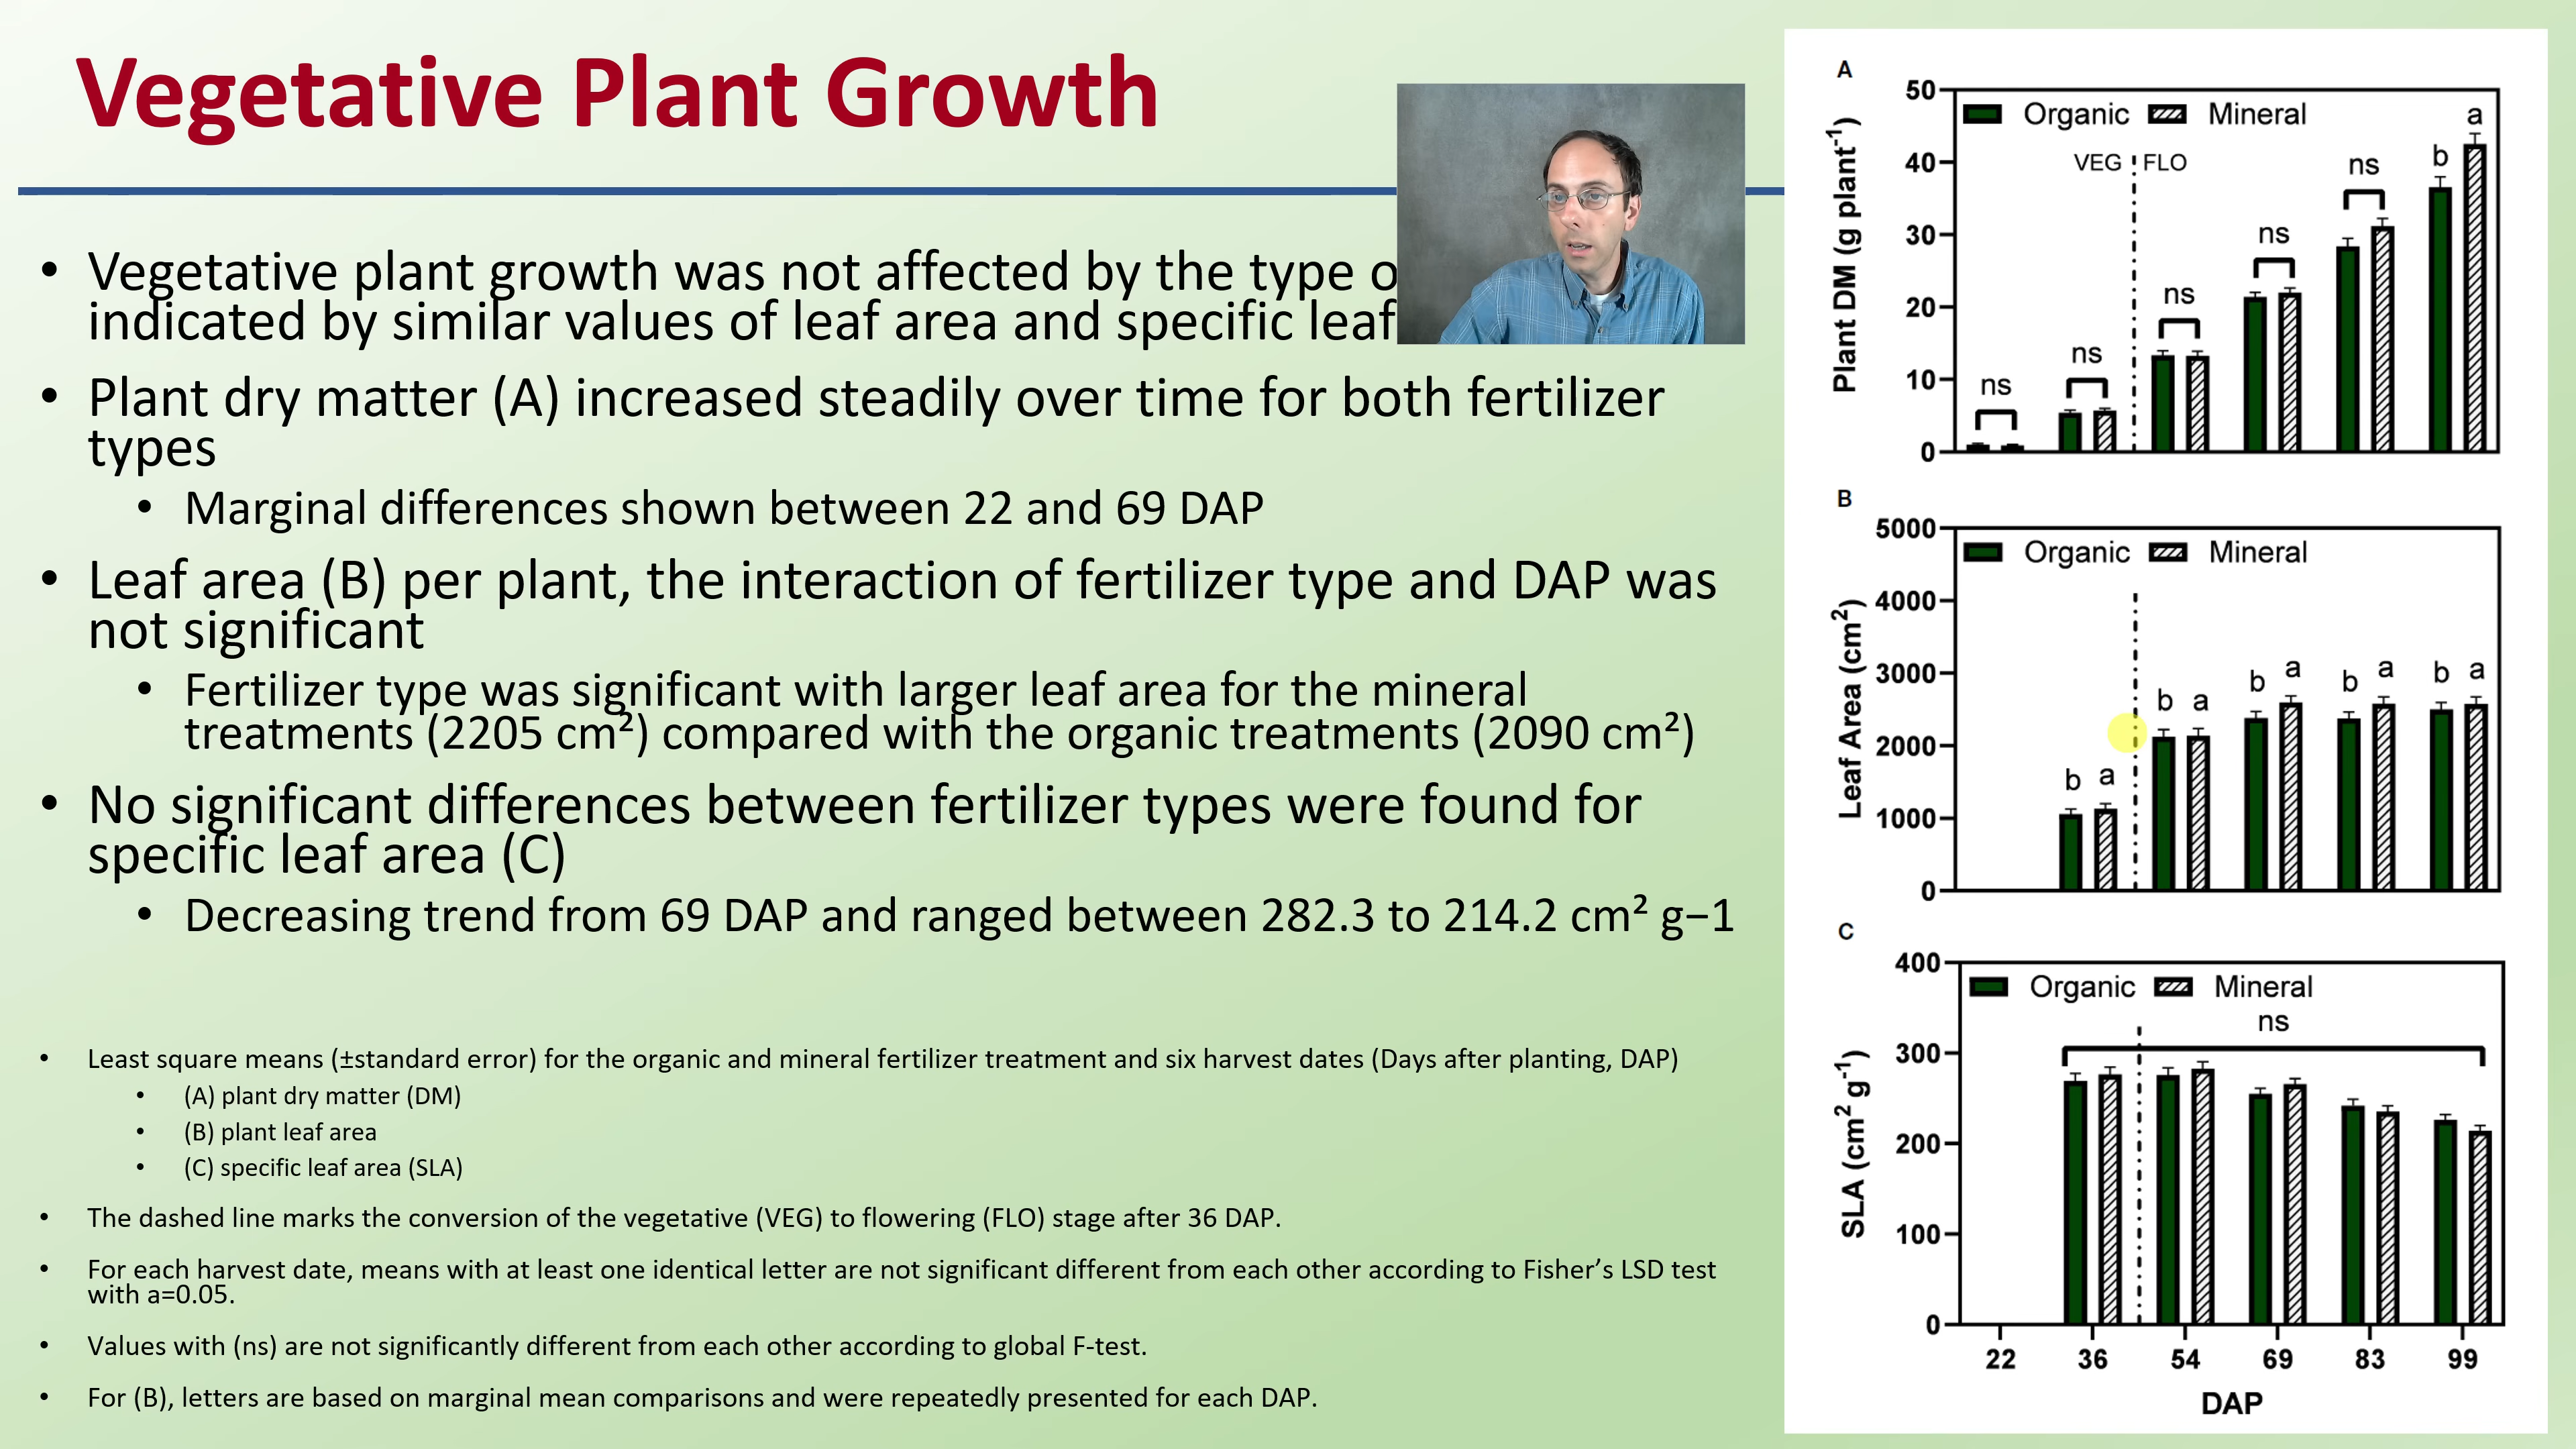 Vegetative Plant Growth
• Vegetative plant growth was not affected by the type
indicated by similar values of leaf area and specific leaf
• Plant dry matter (A) increased steadily over time for both fertilizer
types
• Marginal differences shown between 22 and 69 DAP
• Leaf area (B) per plant, the interaction of fertilizer type and DAP was
not significant
• Fertilizer type was significant with larger leaf area for the mineral
treatments (2205 cm²) compared with the organic treatments (2090 cm²)
• No significant differences between fertilizer types were found for
specific leaf area (C)
• Decreasing trend from 69 DAP and ranged between 282.3 to 214.2 cm² g−1
• Least square means (±standard error) for the organic and mineral fertilizer treatment and six harvest dates (Days after planting, DAP)
• (A) plant dry matter (DM)
• (B) plant leaf area
• (C) specific leaf area (SLA)
• The dashed line marks the conversion of the vegetative (VEG) to flowering (FLO) stage after 36 DAP.
• For each harvest date, means with at least one identical letter are not significant different from each other according to Fisher’s LSD test
with a=0.05.
• Values with (ns) are not significantly different from each other according to global F-test.
• For (B), letters are based on marginal mean comparisons and were repeatedly presented for each DAP.
A
Plant DM (g plant⁻¹)
50
40
30
20
10
0
Organic Mineral
VEG FLO
ns ns ns ns ns b a
B
Leaf Area (cm²)
5000
4000
3000
2000
1000
0
Organic Mineral
b a b a b a b a b a
C
SLA (cm² g⁻¹)
400
300
200
100
0
Organic Mineral
ns
22 36 54 69 83 99
DAP